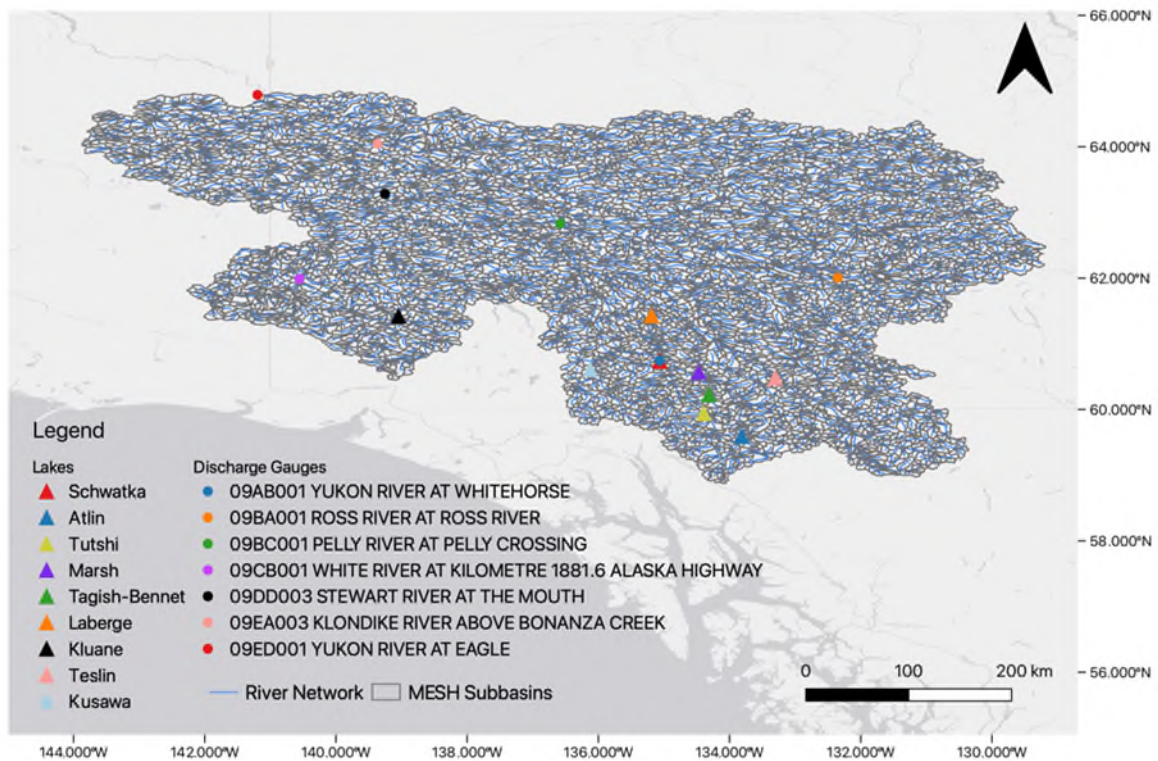 66.000°N
64.000°N
62.000°N
60.000°N
58.000°N
56.000°N
Legend
Lakes
Schwatka
Atlin
Tutshi
Marsh
Tagish-Bennet
Laberge
Kluane
Teslin
Kusawa
Discharge Gauges
09AB001 YUKON RIVER AT WHITEHORSE
09BA001 ROSS RIVER AT ROSS RIVER
09BC001 PELLY RIVER AT PELLY CROSSING
09CB001 WHITE RIVER AT KILOMETRE 1881.6 ALASKA HIGHWAY
09DD003 STEWART RIVER AT THE MOUTH
09EA003 KLONDIKE RIVER ABOVE BONANZA CREEK
09ED001 YUKON RIVER AT EAGLE
River Network MESH Subbasins
0 100 200 km
144.000°W 142.000°W 140.000°W 138.000°W 136.000°W 134.000°W 132.000°W 130.000°W